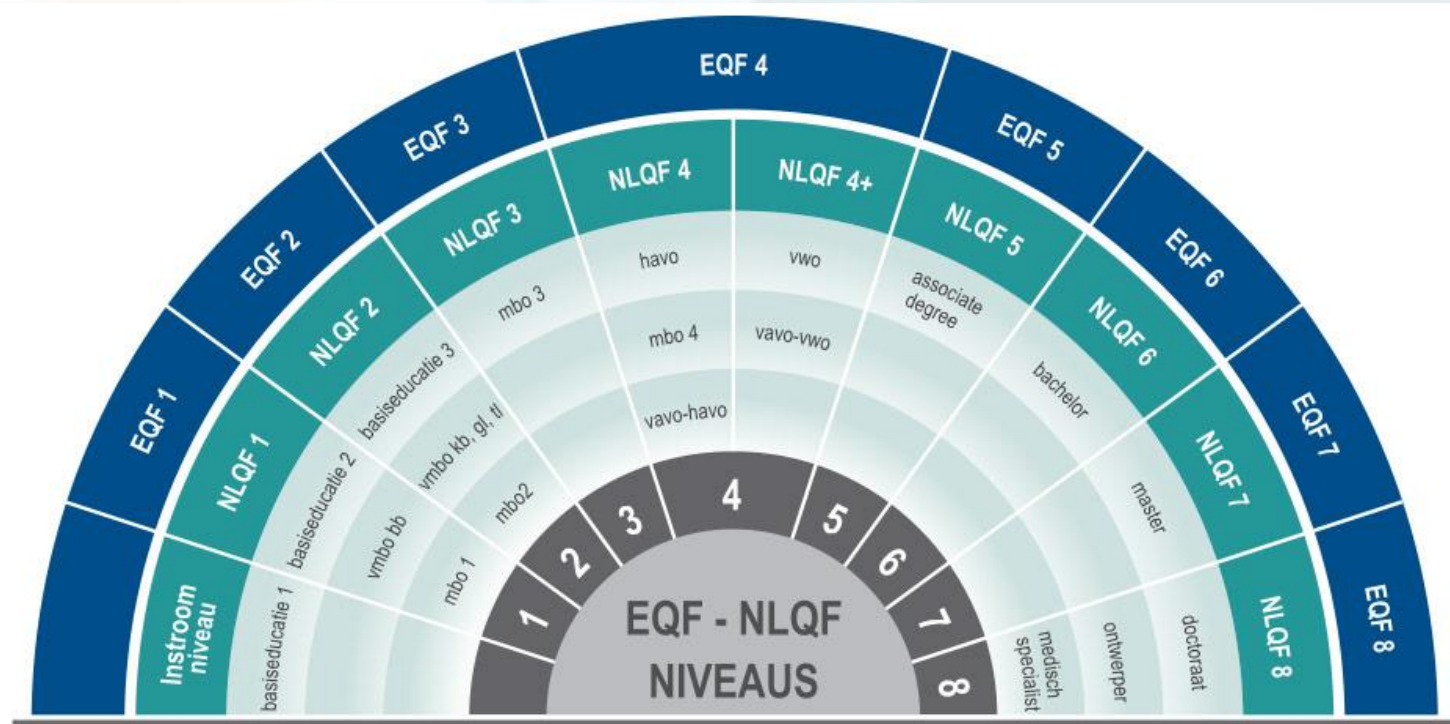 EQF 1
EQF 2
EQF 3
EQF 4
EQF 5
EQF 6
EQF 7
EQF 8
Instroom
niveau
NLQF 1
NLQF 2
NLQF 3
NLQF 4
NLQF 4+
NLQF 5
NLQF 6
NLQF 7
NLQF 8
basiseducatie 1
basiseducatie 2
vmbo bb
mbo 1
basiseducatie 3
vmbo kb, gl, tl
mbo2
mbo 3
havo
mbo 4
vavo-havo
vwo
vavo-vwo
associate
degree
bachelor
master
doctoraat
ontwerper
medisch
specialist
1
2
3
4
5
6
7
8
EQF - NLQF
NIVEAUS